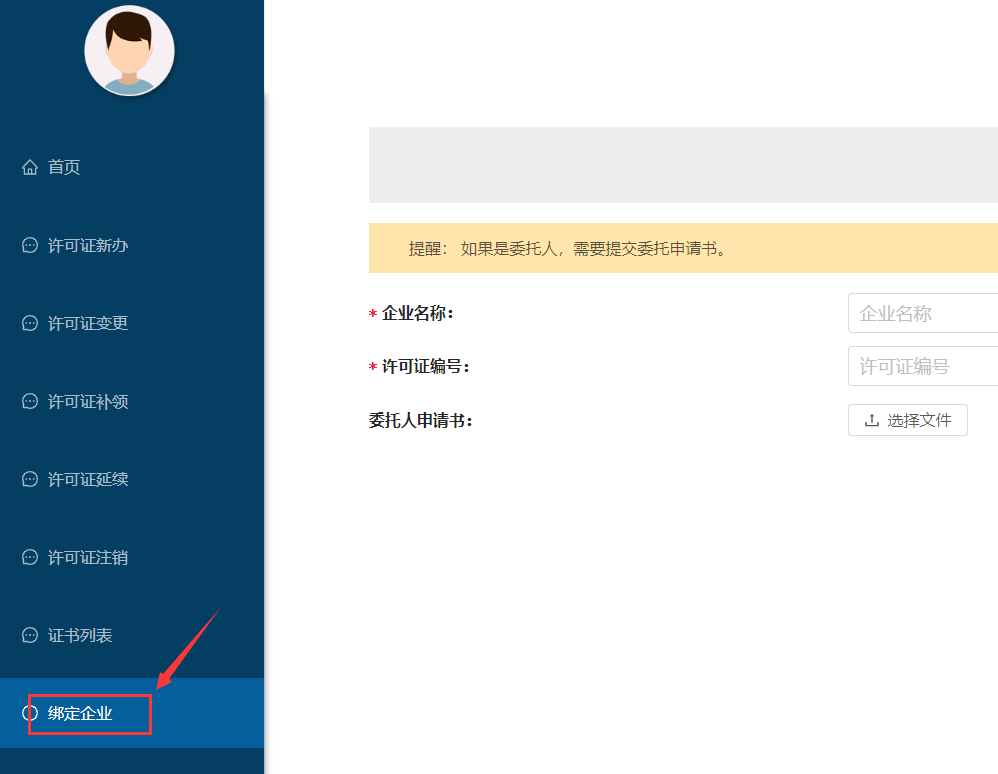 首页
许可证新办
许可证变更
许可证补领
许可证延续
许可证注销
证书列表
绑定企业
提醒： 如果是委托人，需要提交委托申请书。
* 企业名称：
企业名称
* 许可证编号：
许可证编号
委托人申请书：
选择文件